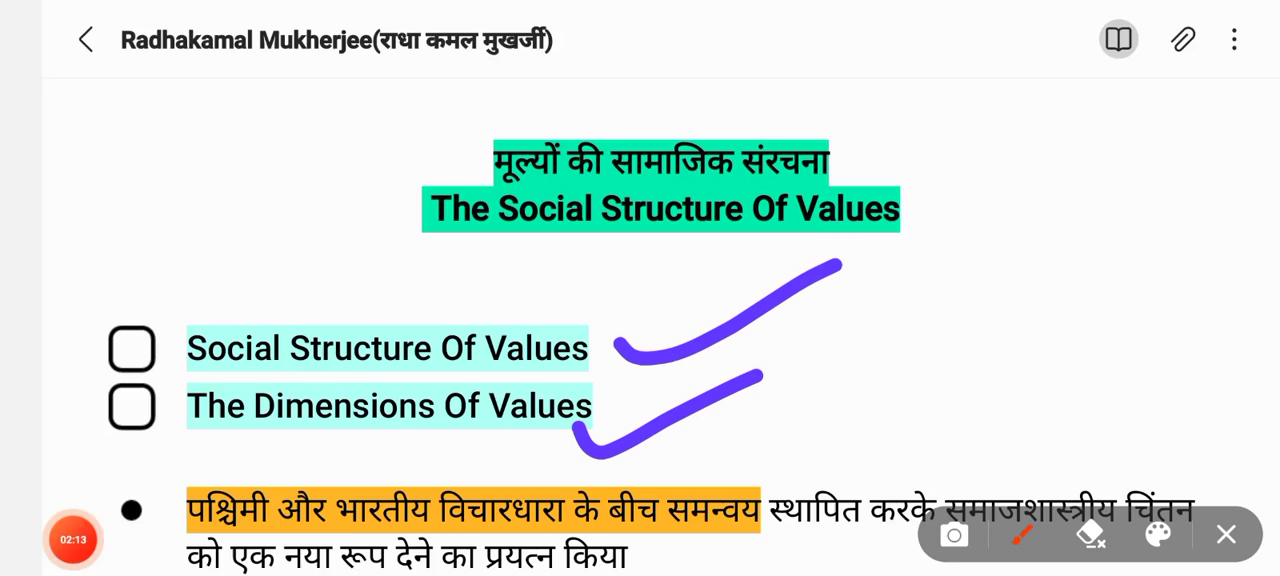 Radhakamal Mukherjee(राधा कमल मुखर्जी)
मूल्यों की सामाजिक संरचना
The Social Structure Of Values
Social Structure Of Values
The Dimensions Of Values
पश्चिमी और भारतीय विचारधारा के बीच समन्वय स्थापित करके समाजशास्त्रीय चिंतन
को एक नया रूप देने का प्रयत्न किया
02:13